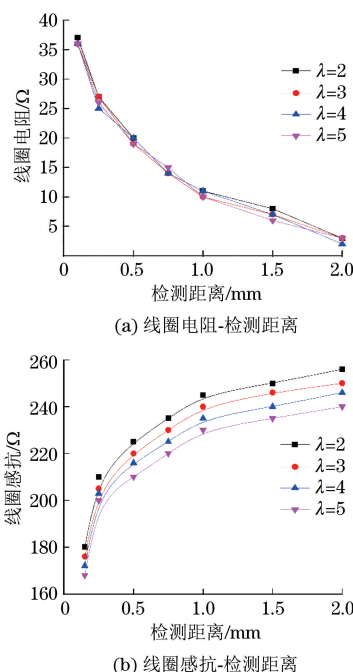 40
35
30
25
20
15
10
5
线圈电阻/Ω
λ=2
λ=3
λ=4
λ=5
0 0.5 1.0 1.5 2.0
检测距离/mm
(a) 线圈电阻-检测距离
260
240
220
200
180
160
线圈感抗/Ω
λ=2
λ=3
λ=4
λ=5
0 0.5 1.0 1.5 2.0
检测距离/mm
(b) 线圈感抗-检测距离